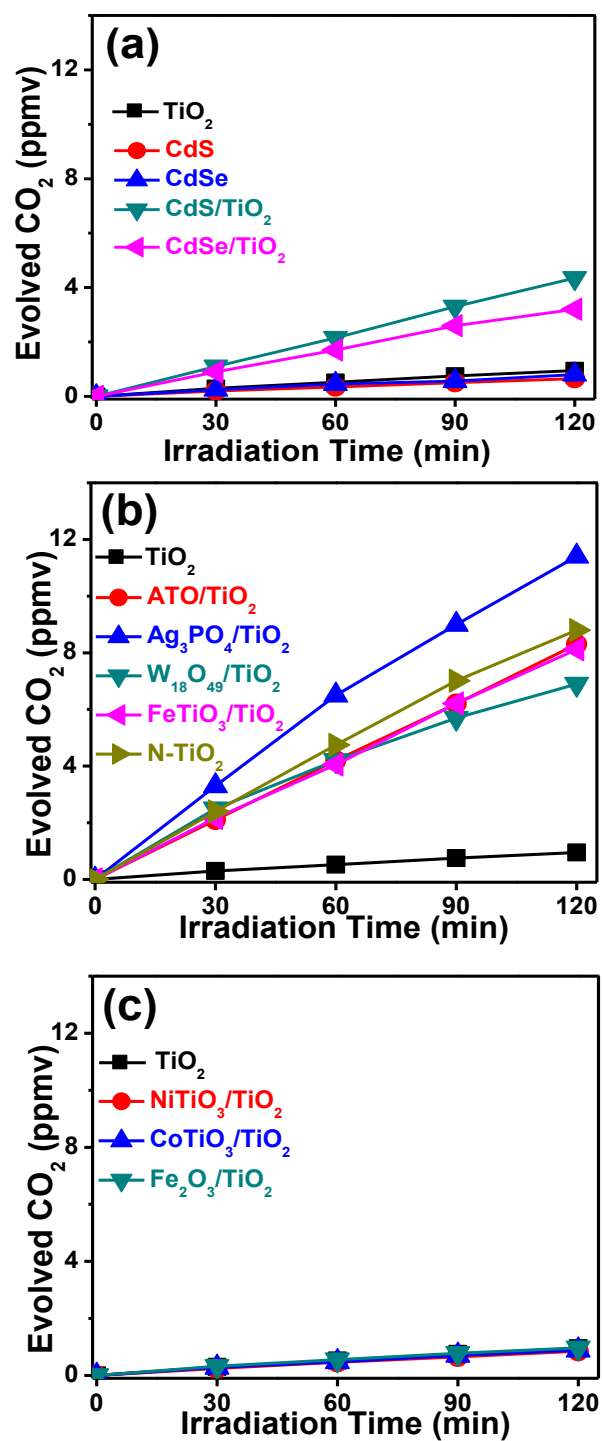 (a)
Evolved CO₂ (ppmv)
12
8
4
0
TiO₂
CdS
CdSe
CdS/TiO₂
CdSe/TiO₂
0 30 60 90 120
Irradiation Time (min)
(b)
Evolved CO₂ (ppmv)
12
8
4
0
TiO₂
ATO/TiO₂
Ag₃PO₄/TiO₂
W₁₈O₄₉/TiO₂
FeTiO₃/TiO₂
N-TiO₂
0 30 60 90 120
Irradiation Time (min)
(c)
Evolved CO₂ (ppmv)
12
8
4
0
TiO₂
NiTiO₃/TiO₂
CoTiO₃/TiO₂
Fe₂O₃/TiO₂
0 30 60 90 120
Irradiation Time (min)